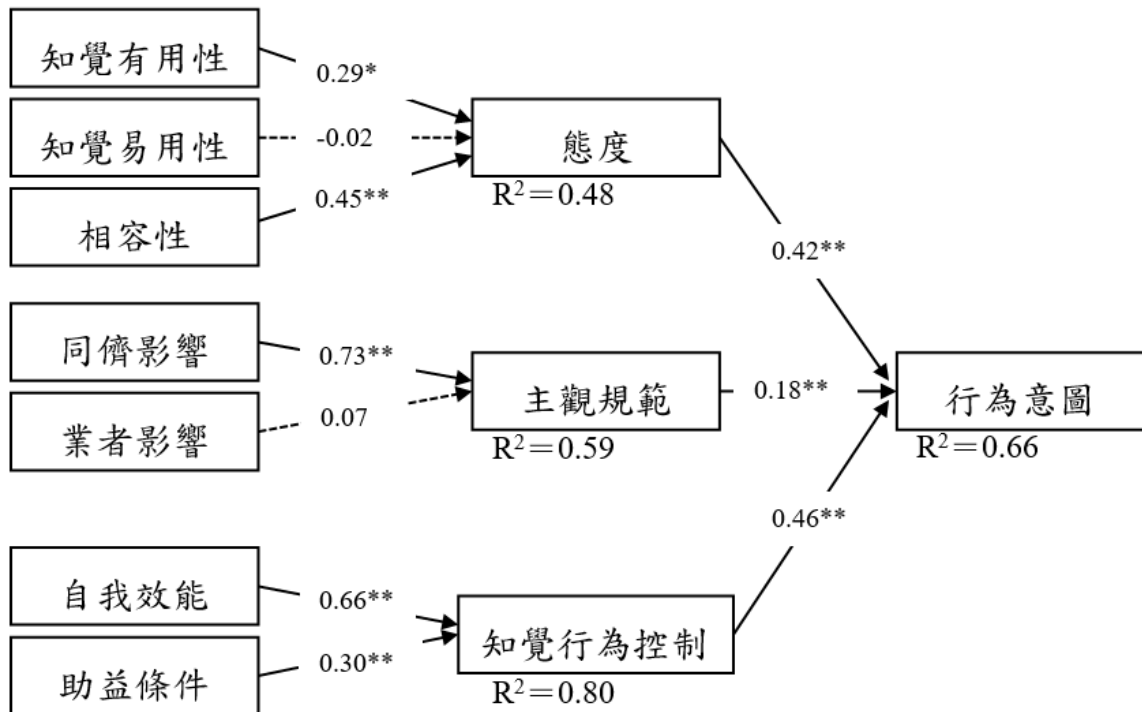 知覺有用性
0.29*
知覺易用性
-0.02
相容性
0.45**
態度
R²＝0.48
0.42**
同儕影響
0.73**
業者影響
0.07
主觀規範
R²＝0.59
0.18**
行為意圖
R²＝0.66
自我效能
0.66**
助益條件
0.30**
知覺行為控制
R²＝0.80
0.46**